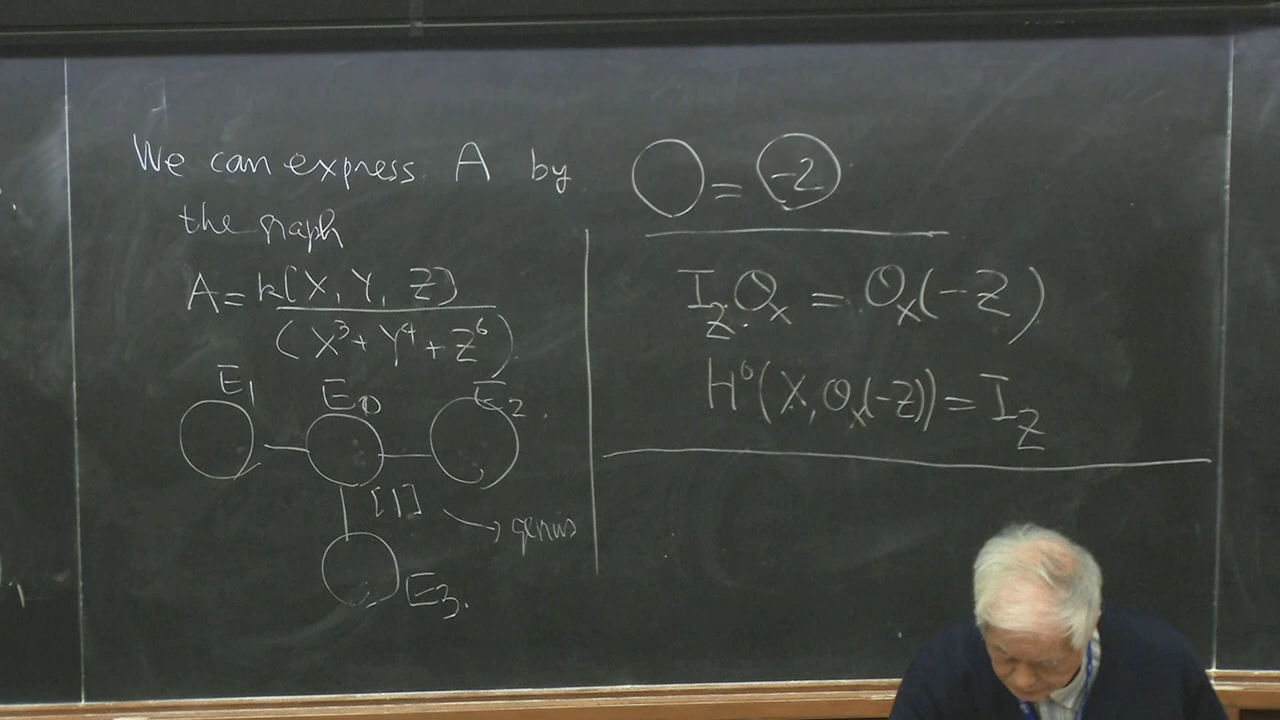 We can express A by
the graph
A = k[X, Y, Z]
(X³ + Y⁴ + Z⁶)
E₁ E₀ E₂
[1] → genus
E₃.
◯ = -2
I_Z O_X = O_X(-Z)
H⁰(X, O_X(-Z)) = I_Z